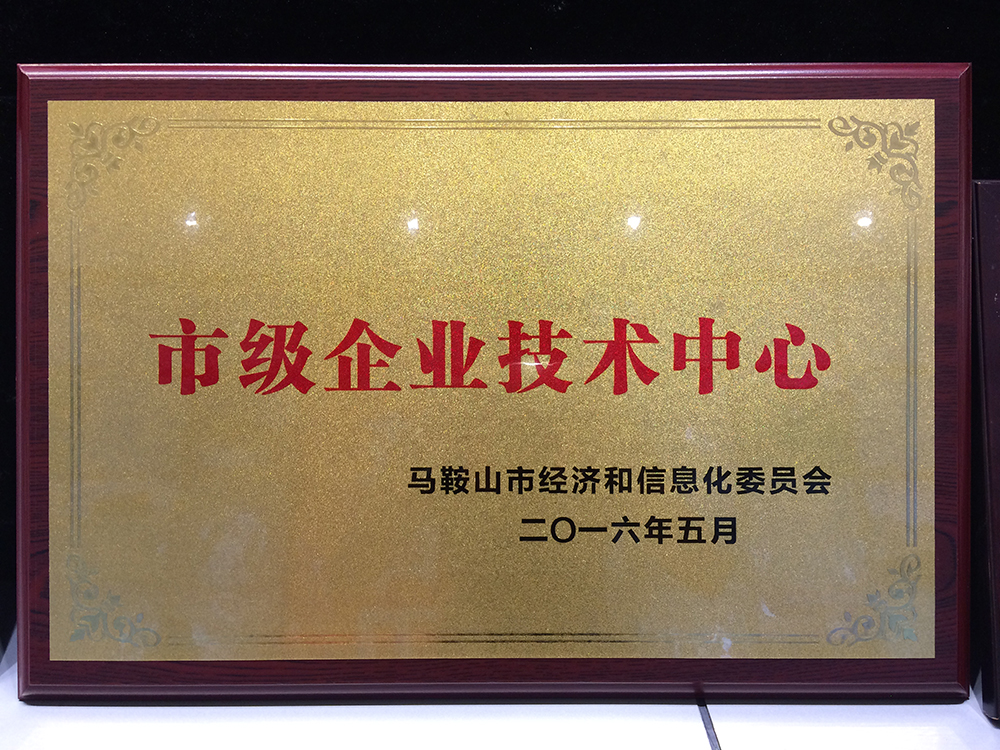 市级企业技术中心
马鞍山市经济和信息化委员会
二〇一六年五月